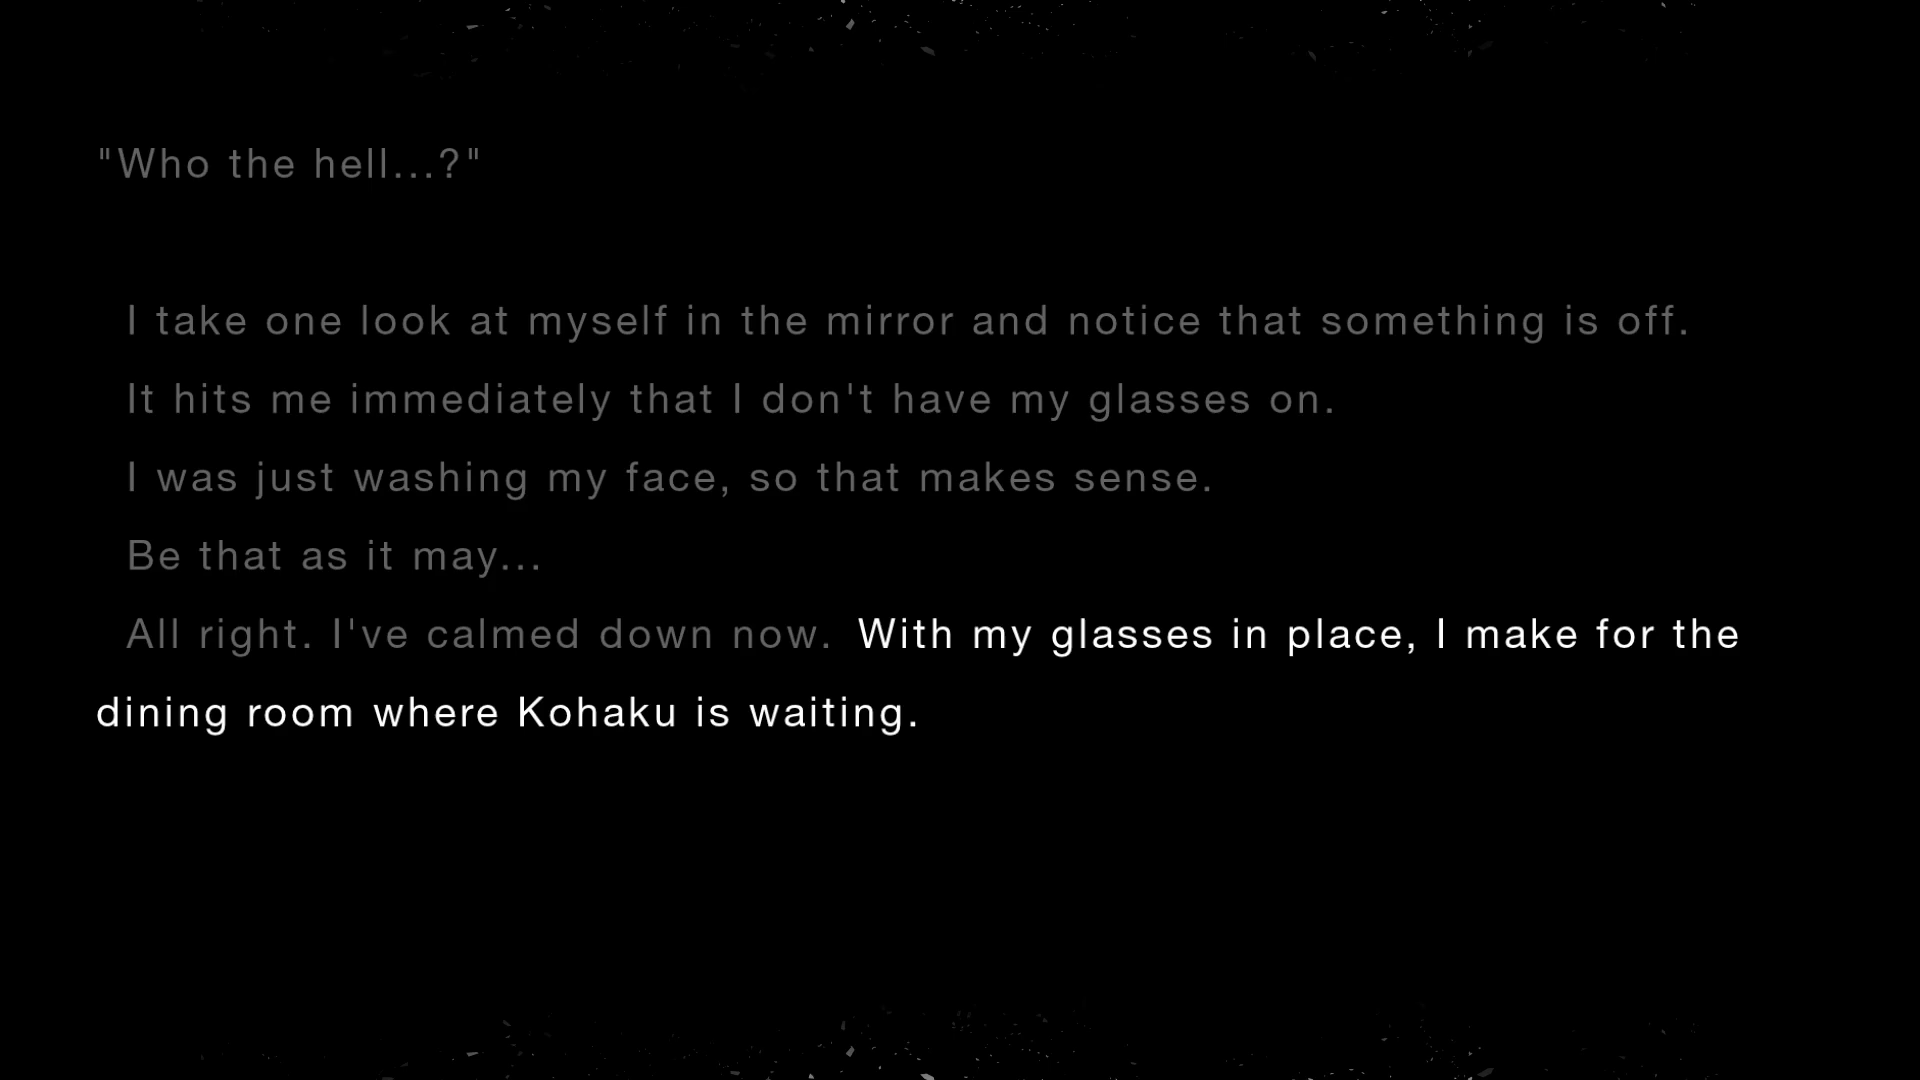 "Who the hell...?"
I take one look at myself in the mirror and notice that something is off.
It hits me immediately that I don't have my glasses on.
I was just washing my face, so that makes sense.
Be that as it may...
All right. I've calmed down now. With my glasses in place, I make for the
dining room where Kohaku is waiting.